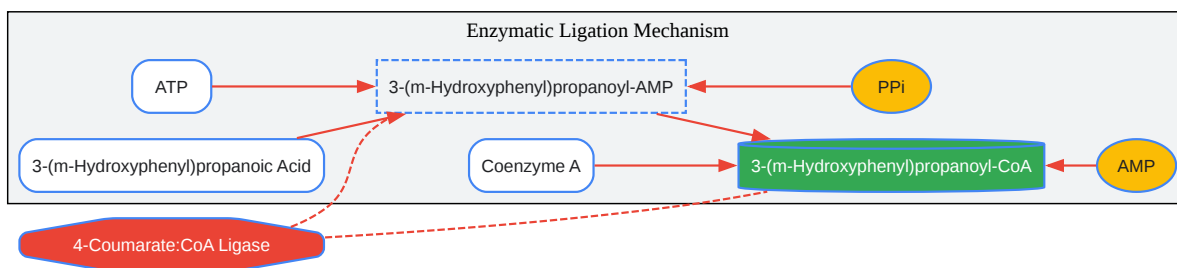 Enzymatic Ligation Mechanism
ATP
3-(m-Hydroxyphenyl)propanoyl-AMP
PPi
3-(m-Hydroxyphenyl)propanoic Acid
Coenzyme A
3-(m-Hydroxyphenyl)propanoyl-CoA
AMP
4-Coumarate:CoA Ligase